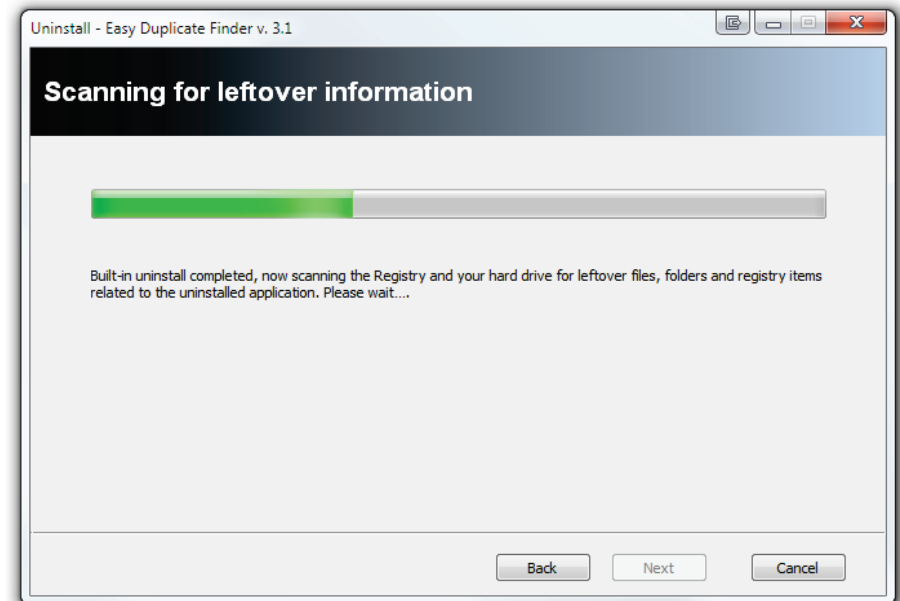 Uninstall - Easy Duplicate Finder v. 3.1
Scanning for leftover information
Built-in uninstall completed, now scanning the Registry and your hard drive for leftover files, folders and registry items
related to the uninstalled application. Please wait....
Back Next Cancel